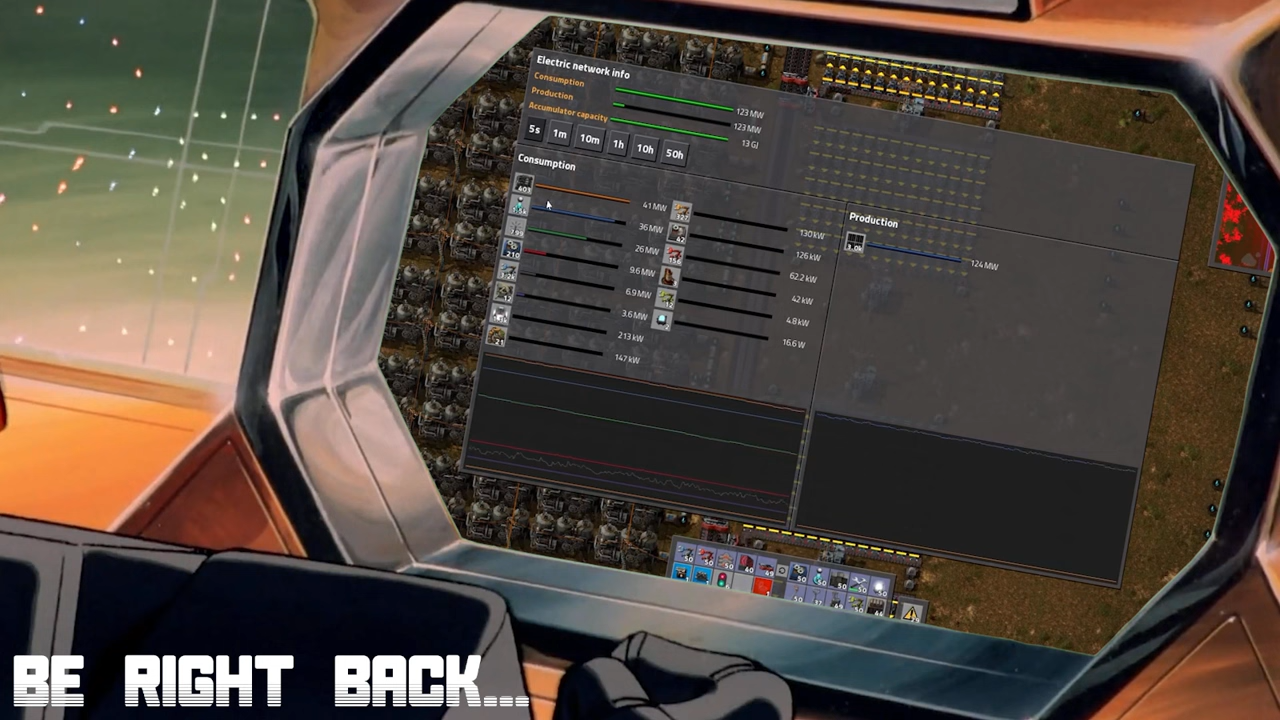 Electric network info
Consumption 123 MW
Production 123 MW
Accumulator capacity 13 GJ
5s 1m 10m 1h 10h 50h
Consumption
41 MW
36 MW
26 MW
9.6 MW
6.9 MW
3.6 MW
213 kW
147 kW
130 kW
126 kW
62.2 kW
42 kW
4.8 kW
16.6 W
Production
124 MW
BE RIGHT BACK...